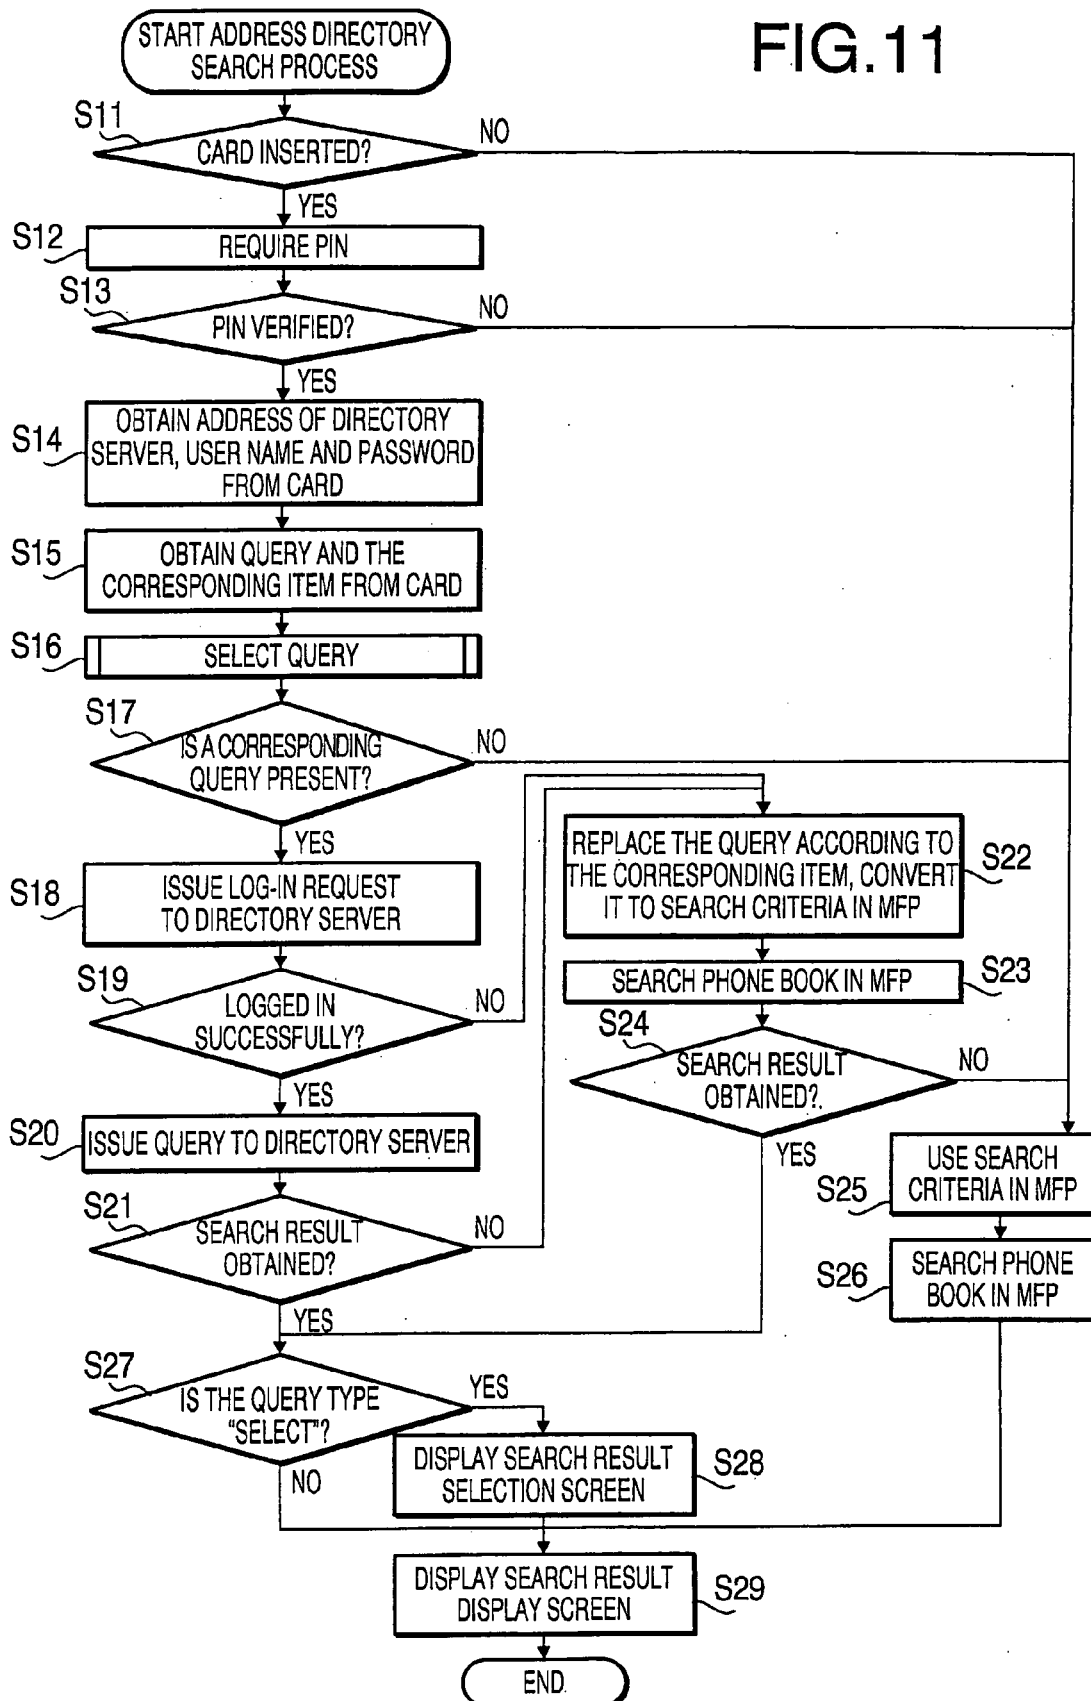 FIG.11
START ADDRESS DIRECTORY
SEARCH PROCESS
S11
CARD INSERTED?
NO
YES
S12
REQUIRE PIN
S13
PIN VERIFIED?
NO
YES
S14
OBTAIN ADDRESS OF DIRECTORY
SERVER, USER NAME AND PASSWORD
FROM CARD
S15
OBTAIN QUERY AND THE
CORRESPONDING ITEM FROM CARD
S16
SELECT QUERY
S17
IS A CORRESPONDING
QUERY PRESENT?
NO
YES
S18
ISSUE LOG-IN REQUEST
TO DIRECTORY SERVER
S19
LOGGED IN
SUCCESSFULLY?
NO
YES
S20
ISSUE QUERY TO DIRECTORY SERVER
S21
SEARCH RESULT
OBTAINED?
NO
YES
REPLACE THE QUERY ACCORDING TO
THE CORRESPONDING ITEM, CONVERT
IT TO SEARCH CRITERIA IN MFP
S22
SEARCH PHONE BOOK IN MFP
S23
S24
SEARCH RESULT
OBTAINED?.
NO
YES
S25
USE SEARCH
CRITERIA IN MFP
S26
SEARCH PHONE
BOOK IN MFP
S27
IS THE QUERY TYPE
“SELECT”?
YES
NO
DISPLAY SEARCH RESULT
SELECTION SCREEN
S28
DISPLAY SEARCH RESULT
DISPLAY SCREEN
S29
END